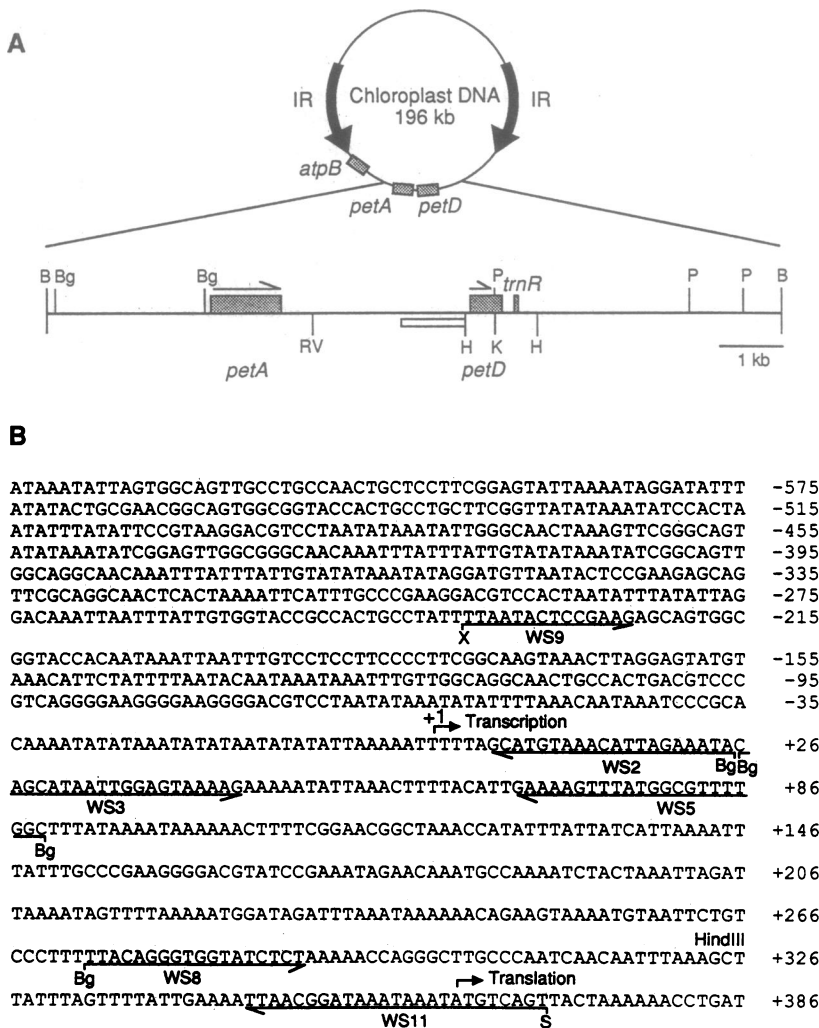 A
IR
Chloroplast DNA
196 kb
IR
atpB
petA
petD
B Bg
Bg
P
trnR
P
P
B
RV
H
K
H
petA
petD
1 kb
B
ATAAATATTAGTGGCAGTTGCCTGCCAACTGCTCCTTCGGAGTATTAAAATAGGATATTT -575
ATATACTGCGAACGGCAGTGGCGGTACCACTGCCTGCTTCGGTTATATAAATATCCACTA -515
ATATTTATATTCCGTAAGGACGTCCTAATATAAATATTGGGCAACTAAAGTTCGGGCAGT -455
ATATAAATATCGGAGTTGGCGGGCAACAAATTTATTTATTGTATATAAATATCGGCAGTT -395
GGCAGGCAACAAATTTATTTATTGTATATAAATATAGGATGTTAATACTCCGAAGAGCAG -335
TTCGCAGGCAACTCACTAAAATTCATTTGCCCGAAGGACGTCCACTAATATTTATATTAG -275
GACAAATTAATTTATTGTGGTACCGCCACTGCCTATTTTAATACTCCGAAGAGCAGTGGC -215
X
WS9
GGTACCACAATAAATTAATTTGTCCTCCTTCCCCTTCGGCAAGTAAACTTAGGAGTATGT -155
AAACATTCTATTTTAATACAATAAATAAATTTGTTGGCAGGCAACTGCCACTGACGTCCC -95
GTCAGGGGAAGGGGAAGGGGACGTCCTAATATAAATATATTTTAAACAATAAATCCCGCA -35
+1
Transcription
CAAAATATATAAATATATAATATATATTAAAAATTTTTAGCATGTAAACATTAGAAATAC +26
WS2
Bg
Bg
AGCATAATTGGAGTAAAAGAAAAATATTAAACTTTTACATTGAAAAGTTTATGGCGTTTT +86
WS3
WS5
GGCTTTATAAAATAAAAAACTTTTCGGAACGGCTAAACCATATTTATTATCATTAAAATT +146
Bg
TATTTGCCCGAAGGGGACGTATCCGAAATAGAACAAATGCCAAAATCTACTAAATTAGAT +206
TAAAATAGTTTTAAAAATGGATAGATTTAAATAAAAAACAGAAGTAAAATGTAATTCTGT +266
HindIII
CCCTTTTTACAGGGTGGTATCTCTAAAAACCAGGGCTTGCCCAATCAACAATTTAAAGCT +326
Bg
WS8
Translation
TATTTAGTTTTATTGAAAATTAACGGATAAATAAATATGTCAGTTACTAAAAAACCTGAT +386
WS11
S